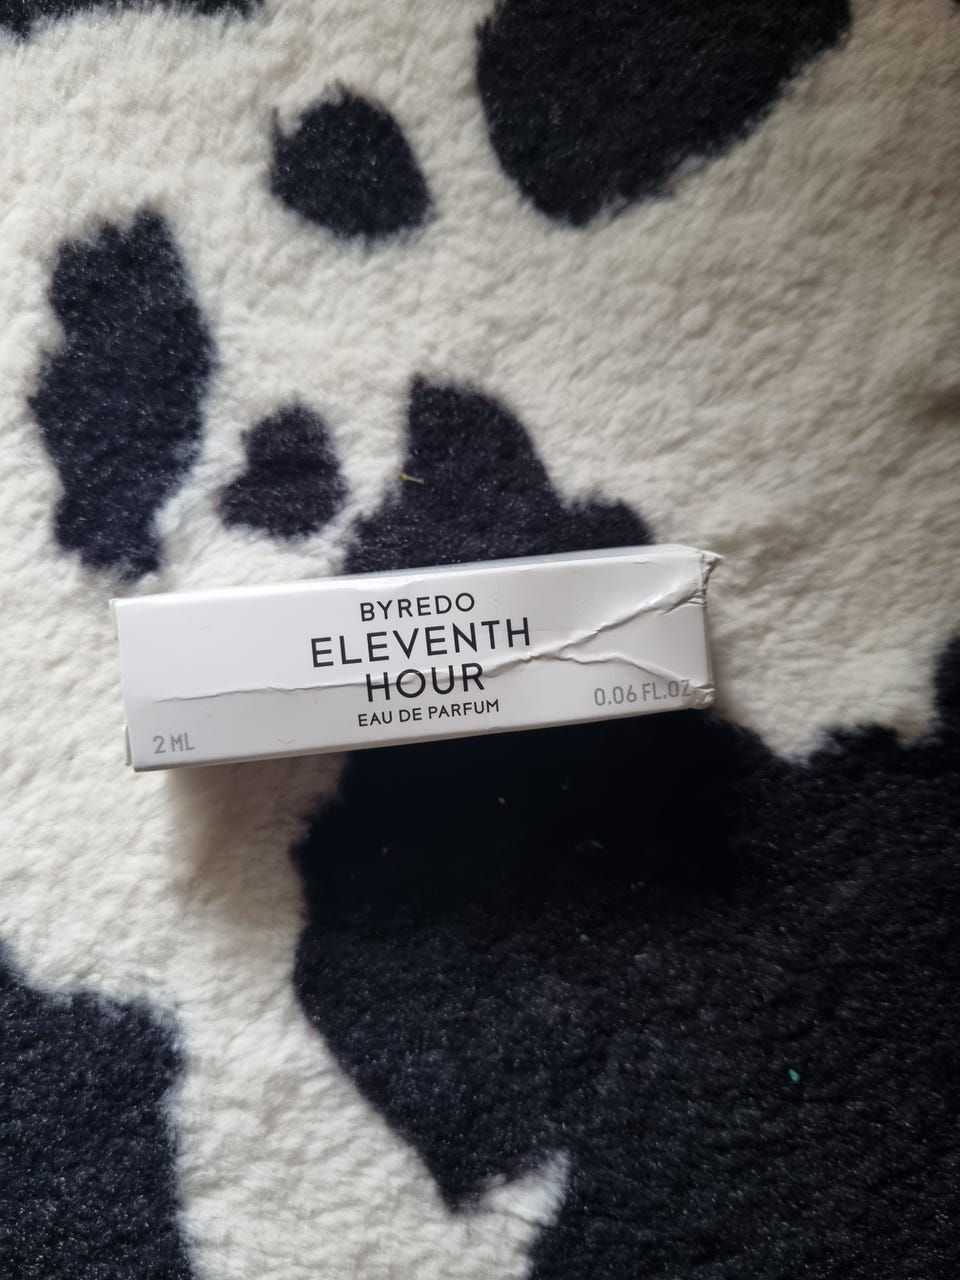 BYREDO
ELEVENTH
HOUR
EAU DE PARFUM
2 ML
0.06 FL.OZ.